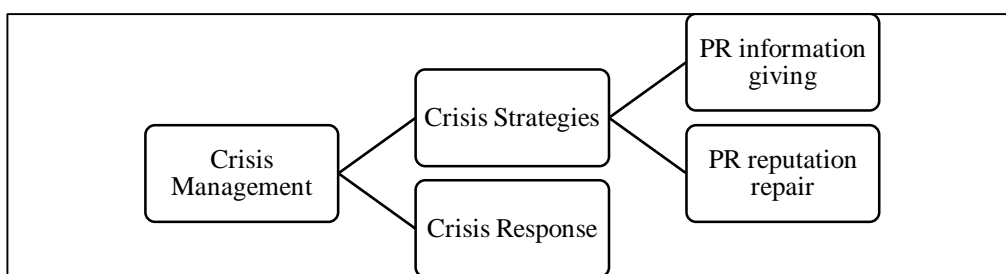 PR information
giving
Crisis Strategies
Crisis
Management
PR reputation
repair
Crisis Response